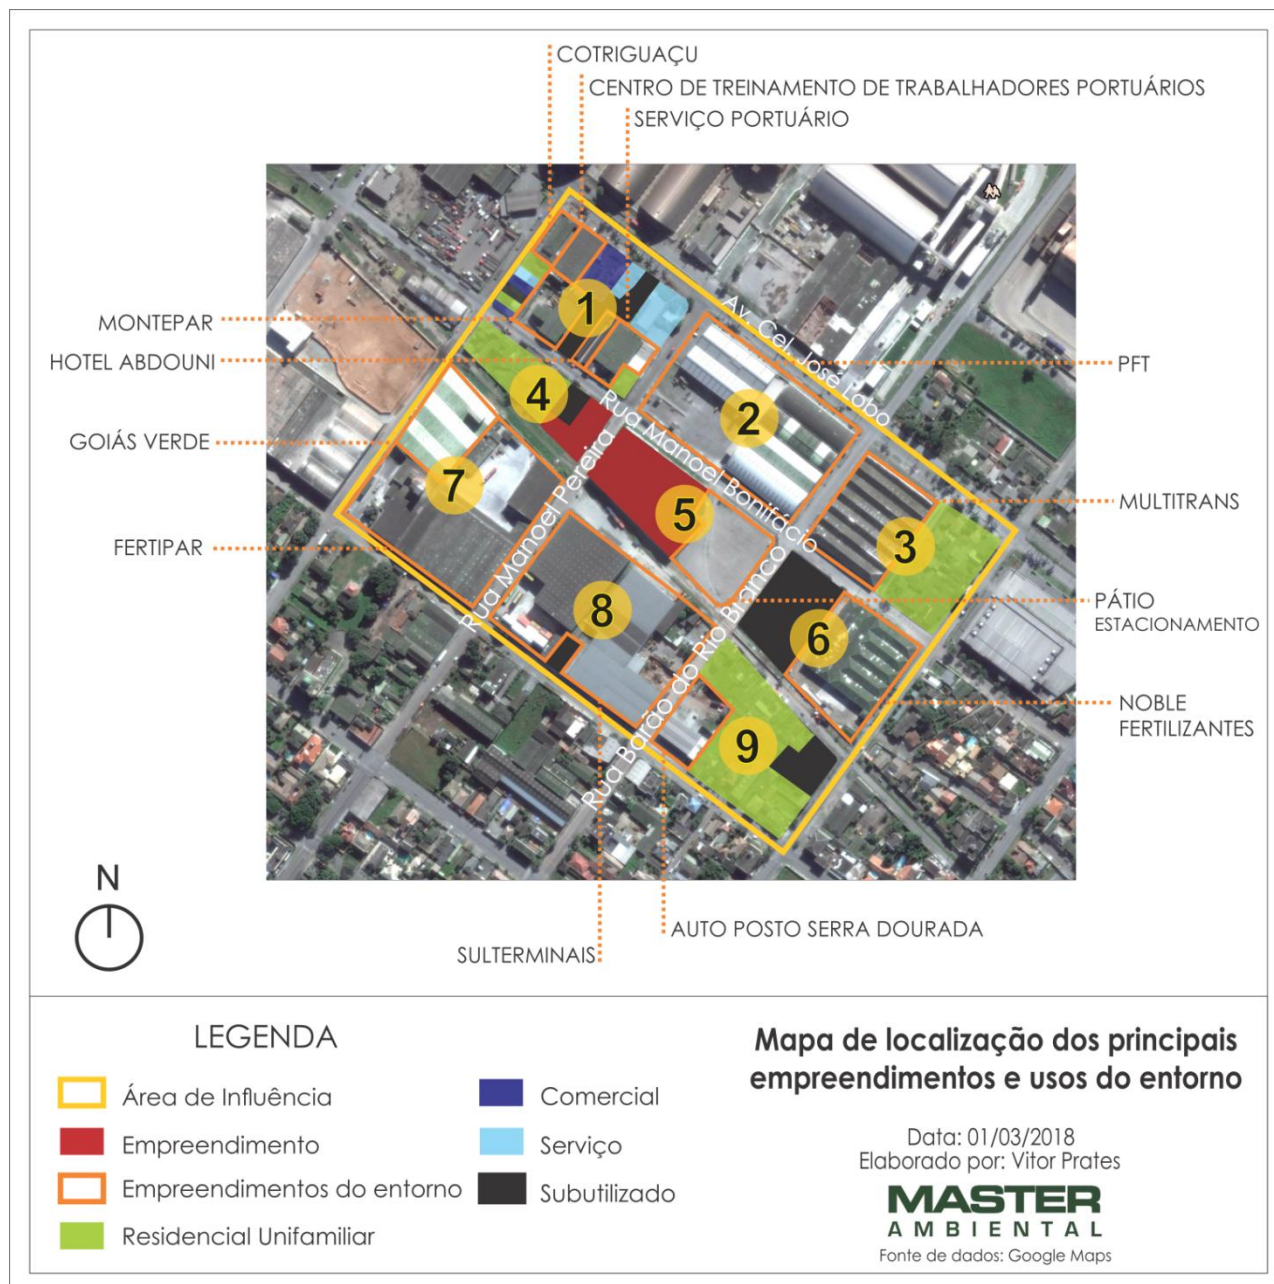 COTRIGUAÇU
CENTRO DE TREINAMENTO DE TRABALHADORES PORTUÁRIOS
SERVIÇO PORTUÁRIO
MONTEPAR
HOTEL ABDOUNI
GOIÁS VERDE
FERTIPAR
PFT
MULTITRANS
PÁTIO
ESTACIONAMENTO
NOBLE
FERTILIZANTES
AUTO POSTO SERRA DOURADA
SULTERMINAIS
Av. Cel. José Lobo
Rua Manoel Bonifácio
Rua Manoel Pereira
Rua Barão do Rio Branco
1
2
3
4
5
6
7
8
9
N
LEGENDA
Área de Influência
Empreendimento
Empreendimentos do entorno
Residencial Unifamiliar
Comercial
Serviço
Subutilizado
Mapa de localização dos principais
empreendimentos e usos do entorno
Data: 01/03/2018
Elaborado por: Vitor Prates
MASTER
AMBIENTAL
Fonte de dados: Google Maps